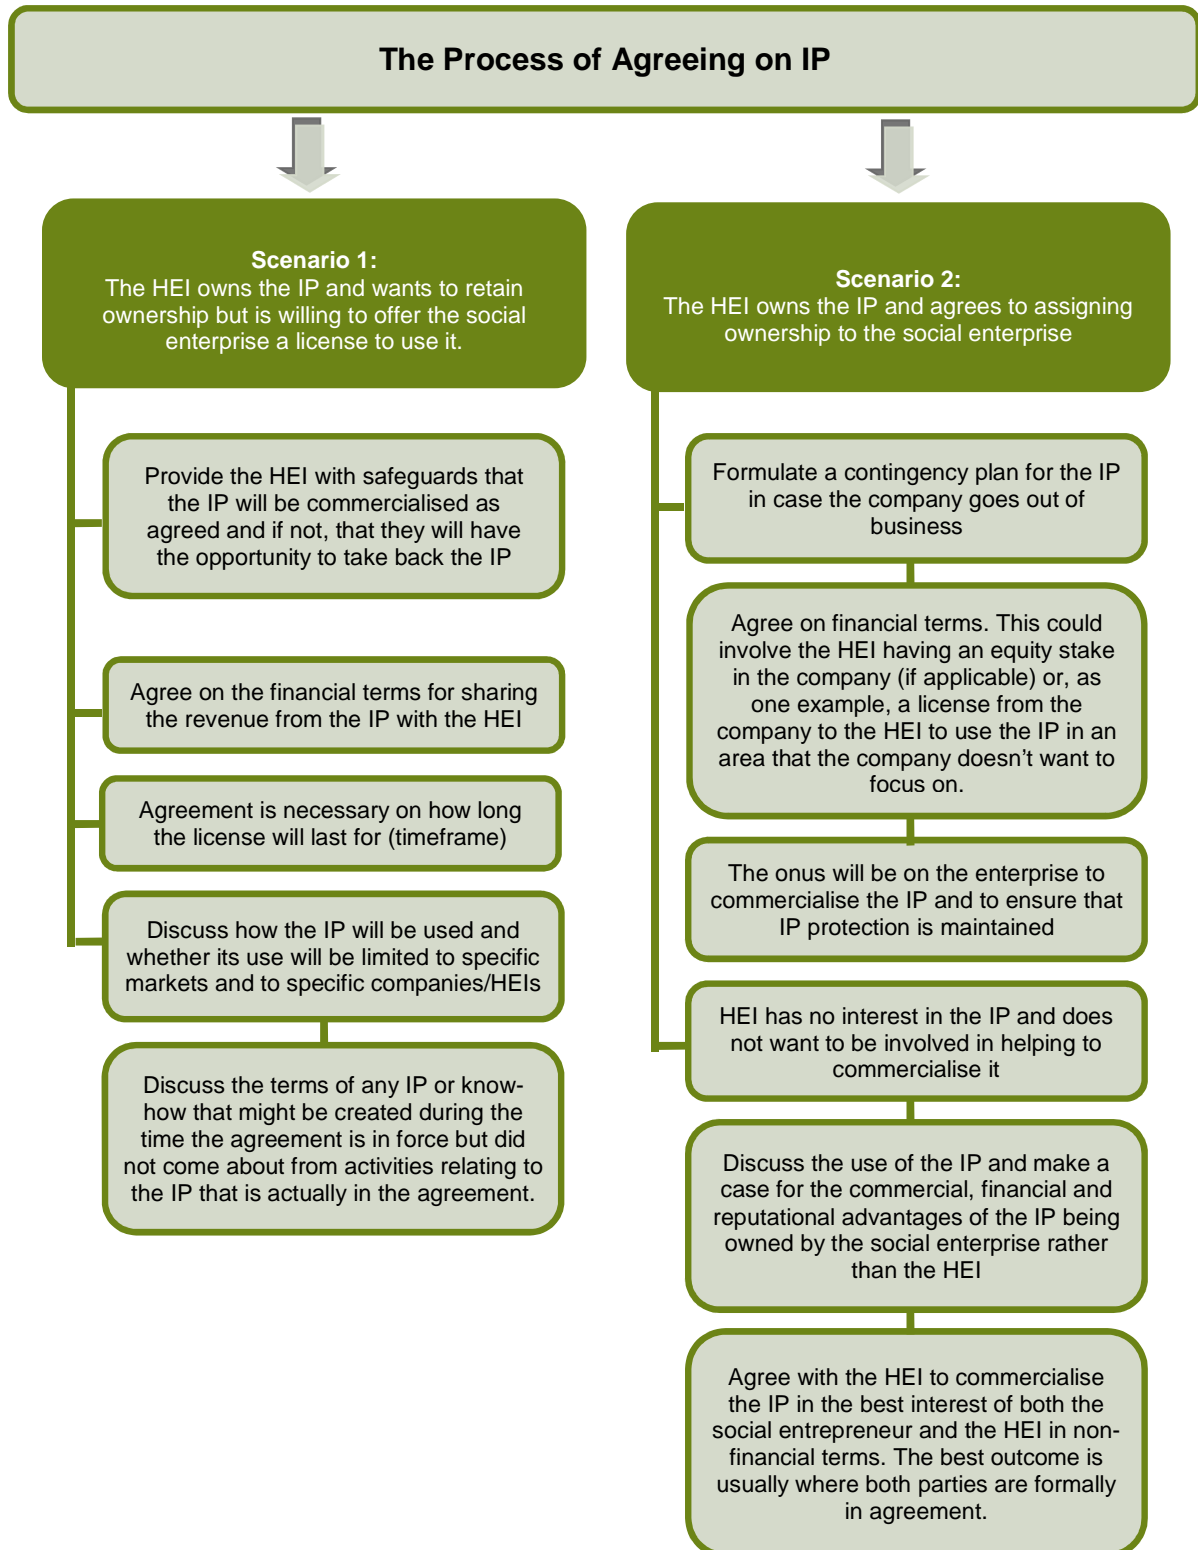 The Process of Agreeing on IP
Scenario 1:
The HEI owns the IP and wants to retain
ownership but is willing to offer the social
enterprise a license to use it.
Provide the HEI with safeguards that
the IP will be commercialised as
agreed and if not, that they will have
the opportunity to take back the IP
Agree on the financial terms for sharing
the revenue from the IP with the HEI
Agreement is necessary on how long
the license will last for (timeframe)
Discuss how the IP will be used and
whether its use will be limited to specific
markets and to specific companies/HEIs
Discuss the terms of any IP or know-
how that might be created during the
time the agreement is in force but did
not come about from activities relating to
the IP that is actually in the agreement.
Scenario 2:
The HEI owns the IP and agrees to assigning
ownership to the social enterprise
Formulate a contingency plan for the IP
in case the company goes out of
business
Agree on financial terms. This could
involve the HEI having an equity stake
in the company (if applicable) or, as
one example, a license from the
company to the HEI to use the IP in an
area that the company doesn’t want to
focus on.
The onus will be on the enterprise to
commercialise the IP and to ensure that
IP protection is maintained
HEI has no interest in the IP and does
not want to be involved in helping to
commercialise it
Discuss the use of the IP and make a
case for the commercial, financial and
reputational advantages of the IP being
owned by the social enterprise rather
than the HEI
Agree with the HEI to commercialise
the IP in the best interest of both the
social entrepreneur and the HEI in non-
financial terms. The best outcome is
usually where both parties are formally
in agreement.